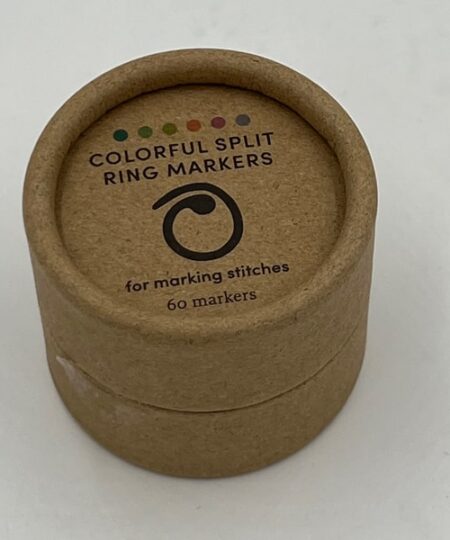 COLORFUL SPLIT
RING MARKERS
for marking stitches
60 markers